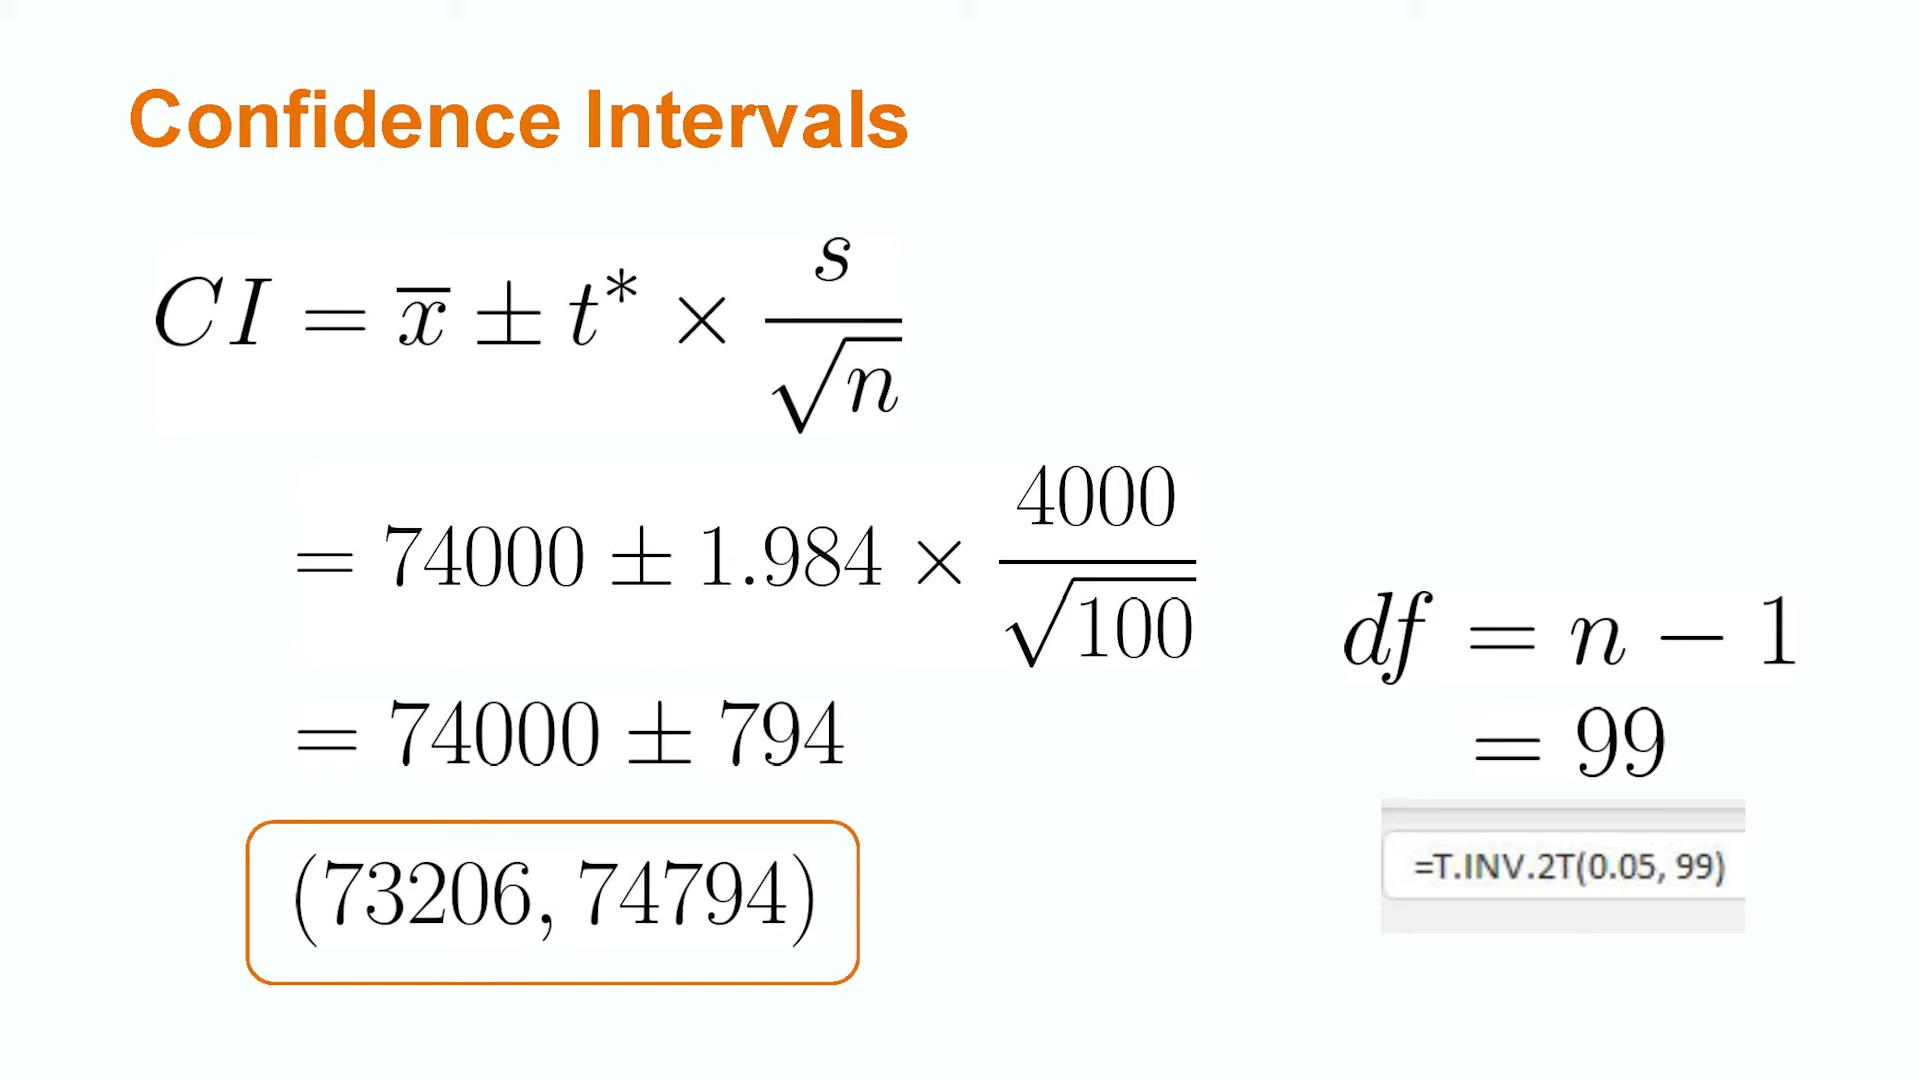 Confidence Intervals
CI = x̅ ± t* × s/√n
= 74000 ± 1.984 × 4000/√100
= 74000 ± 794
(73206, 74794)
df = n − 1
= 99
=T.INV.2T(0.05, 99)